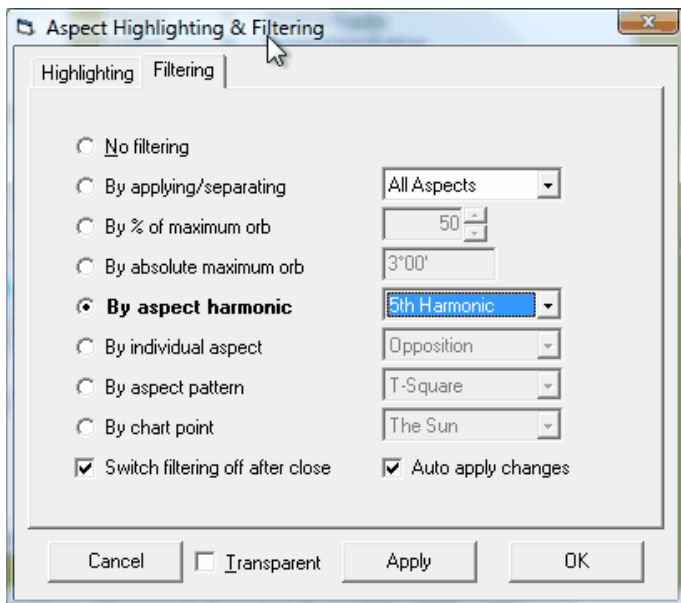 Aspect Highlighting & Filtering
Highlighting Filtering
No filtering
By applying/separating All Aspects
By % of maximum orb 50
By absolute maximum orb 3°00'
By aspect harmonic 5th Harmonic
By individual aspect Opposition
By aspect pattern T-Square
By chart point The Sun
Switch filtering off after close Auto apply changes
Cancel Transparent Apply OK